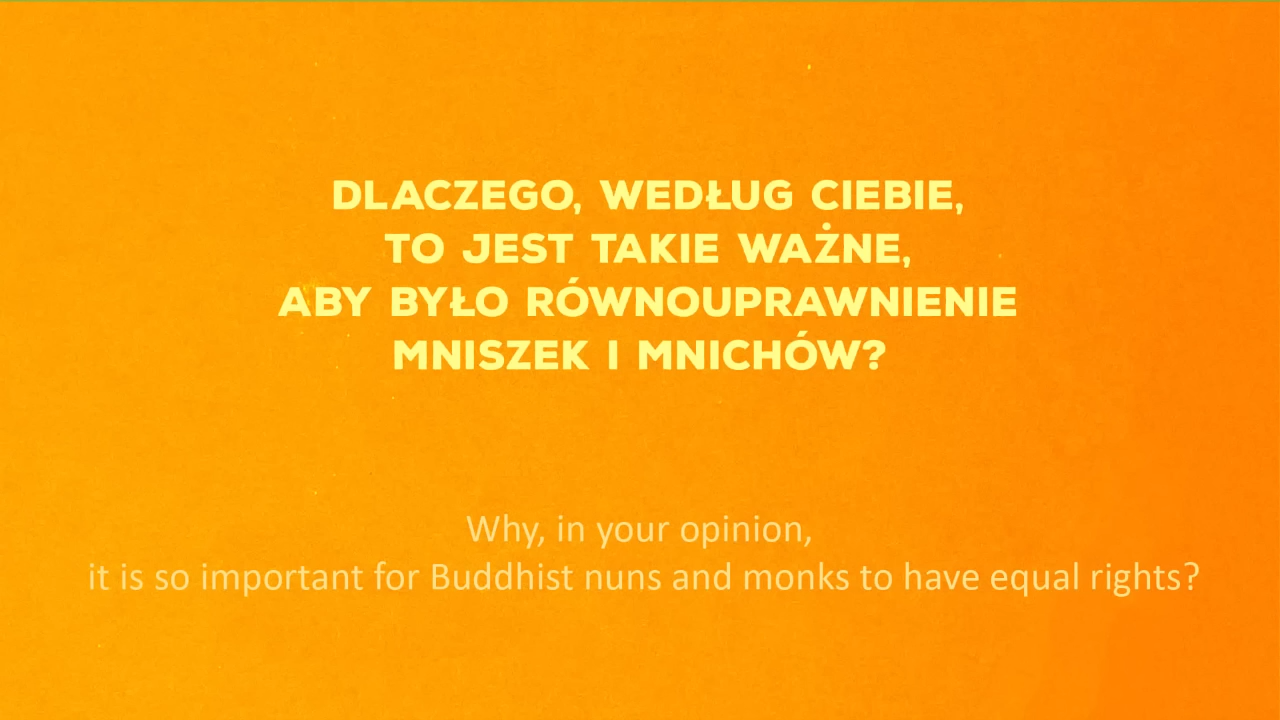 DLACZEGO, WEDŁUG CIEBIE,
TO JEST TAKIE WAŻNE,
ABY BYŁO RÓWNOUPRAWNIENIE
MNISZEK I MNICHÓW?
Why, in your opinion,
it is so important for Buddhist nuns and monks to have equal rights?